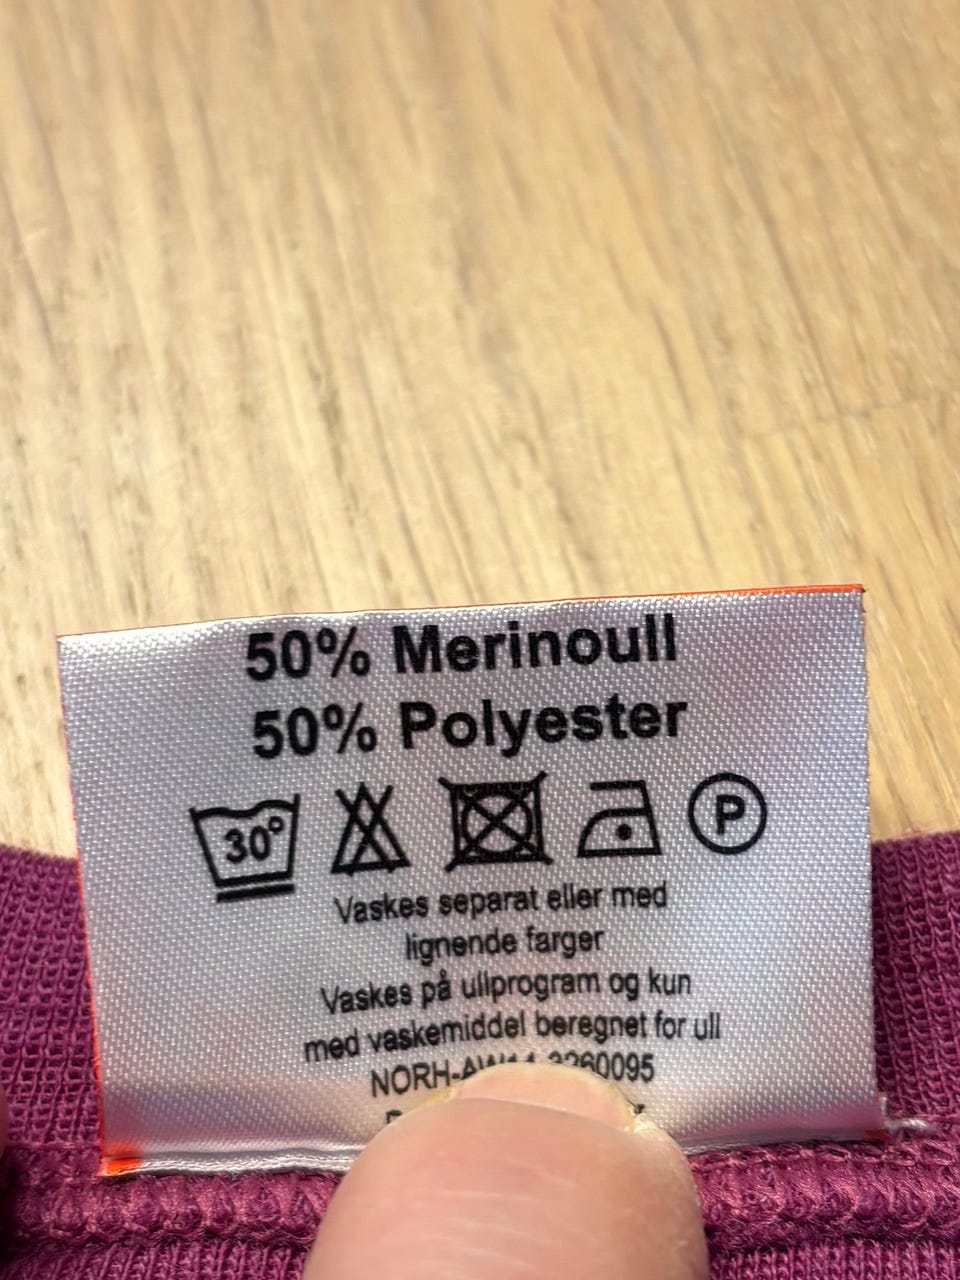 50% Merinoull
50% Polyester
30° P
Vaskes separat eller med
lignende farger
Vaskes på ullprogram og kun
med vaskemiddel beregnet for ull